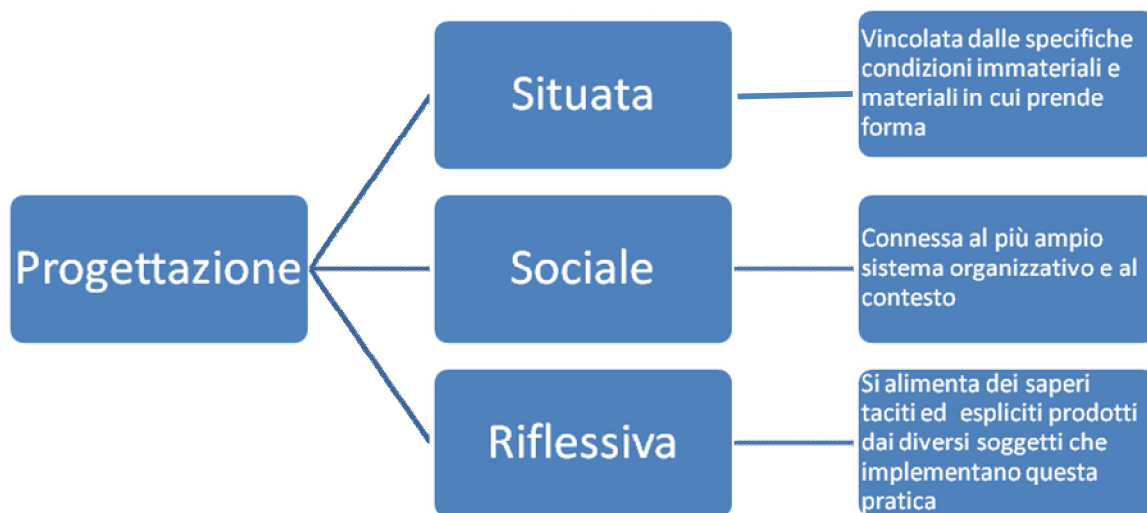 Progettazione
Situata
Vincolata dalle specifiche
condizioni immateriali e
materiali in cui prende
forma
Sociale
Connessa al più ampio
sistema organizzativo e al
contesto
Riflessiva
Si alimenta dei saperi
taciti ed espliciti prodotti
dai diversi soggetti che
implementano questa
pratica